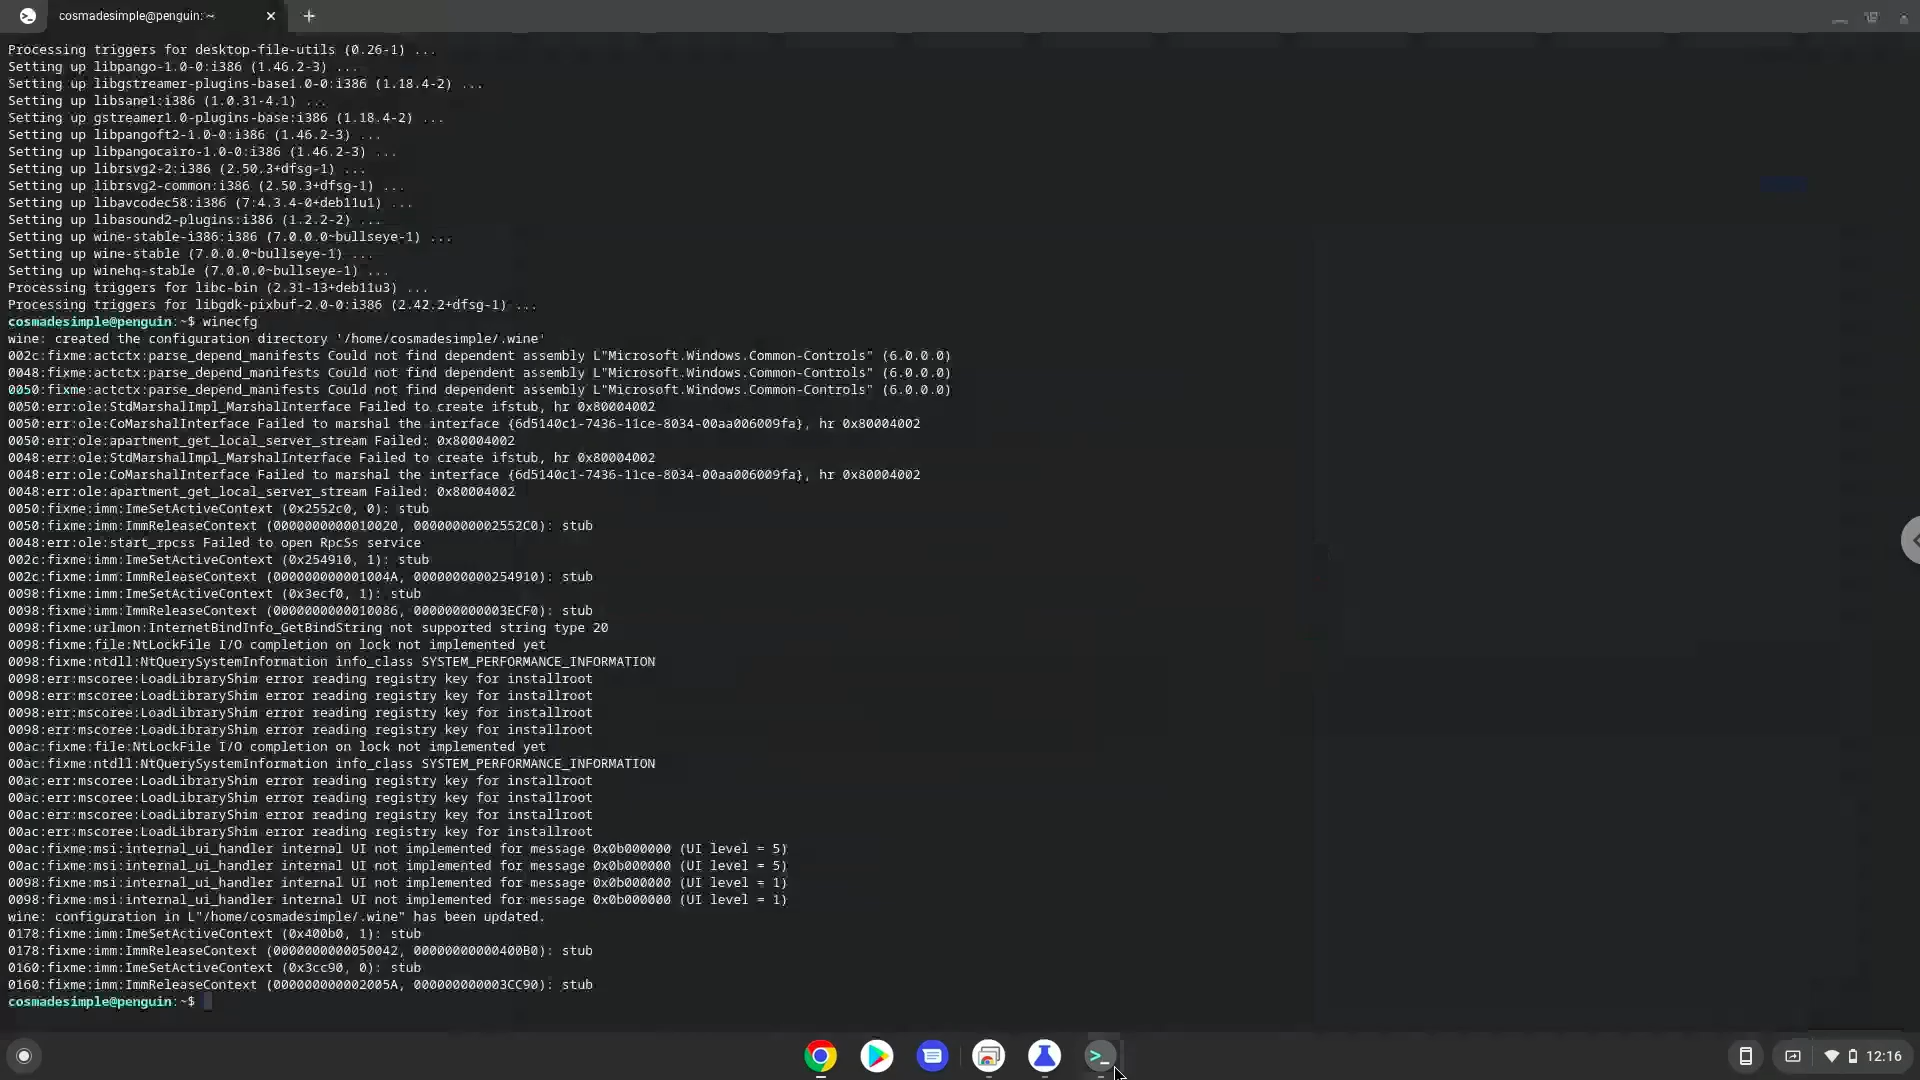 cosmadesimple@penguin: ~
Processing triggers for desktop-file-utils (0.26-1) ...
Setting up libpango-1.0-0:i386 (1.46.2-3) ...
Setting up libgstreamer-plugins-base1.0-0:i386 (1.18.4-2) ...
Setting up libsane1:i386 (1.0.31-4.1) ...
Setting up gstreamer1.0-plugins-base:i386 (1.18.4-2) ...
Setting up libpangoft2-1.0-0:i386 (1.46.2-3) ...
Setting up libpangocairo-1.0-0:i386 (1.46.2-3) ...
Setting up librsvg2-2:i386 (2.50.3+dfsg-1) ...
Setting up librsvg2-common:i386 (2.50.3+dfsg-1) ...
Setting up libavcodec58:i386 (7:4.3.4-0+deb11u1) ...
Setting up libasound2-plugins:i386 (1.2.2-2) ...
Setting up wine-stable-i386:i386 (7.0.0.0~bullseye-1) ...
Setting up wine-stable (7.0.0.0~bullseye-1) ...
Setting up winehq-stable (7.0.0.0~bullseye-1) ...
Processing triggers for libc-bin (2.31-13+deb11u3) ...
Processing triggers for libgdk-pixbuf-2.0-0:i386 (2.42.2+dfsg-1) ...
cosmadesimple@penguin:~$ winecfg
wine: created the configuration directory '/home/cosmadesimple/.wine'
002c:fixme:actctx:parse_depend_manifests Could not find dependent assembly L"Microsoft.Windows.Common-Controls" (6.0.0.0)
0048:fixme:actctx:parse_depend_manifests Could not find dependent assembly L"Microsoft.Windows.Common-Controls" (6.0.0.0)
0050:fixme:actctx:parse_depend_manifests Could not find dependent assembly L"Microsoft.Windows.Common-Controls" (6.0.0.0)
0050:err:ole:StdMarshalImpl_MarshalInterface Failed to create ifstub, hr 0x80004002
0050:err:ole:CoMarshalInterface Failed to marshal the interface {6d5140c1-7436-11ce-8034-00aa006009fa}, hr 0x80004002
0050:err:ole:apartment_get_local_server_stream Failed: 0x80004002
0048:err:ole:StdMarshalImpl_MarshalInterface Failed to create ifstub, hr 0x80004002
0048:err:ole:CoMarshalInterface Failed to marshal the interface {6d5140c1-7436-11ce-8034-00aa006009fa}, hr 0x80004002
0048:err:ole:apartment_get_local_server_stream Failed: 0x80004002
0050:fixme:imm:ImeSetActiveContext (0x2552c0, 0): stub
0050:fixme:imm:ImmReleaseContext (0000000000010020, 00000000002552C0): stub
0048:err:ole:start_rpcss Failed to open RpcSs service
002c:fixme:imm:ImeSetActiveContext (0x254910, 1): stub
002c:fixme:imm:ImmReleaseContext (000000000001004A, 0000000000254910): stub
0098:fixme:imm:ImeSetActiveContext (0x3ecf0, 1): stub
0098:fixme:imm:ImmReleaseContext (0000000000010086, 000000000003ECF0): stub
0098:fixme:urlmon:InternetBindInfo_GetBindString not supported string type 20
0098:fixme:file:NtLockFile I/O completion on lock not implemented yet
0098:fixme:ntdll:NtQuerySystemInformation info_class SYSTEM_PERFORMANCE_INFORMATION
0098:err:mscoree:LoadLibraryShim error reading registry key for installroot
0098:err:mscoree:LoadLibraryShim error reading registry key for installroot
0098:err:mscoree:LoadLibraryShim error reading registry key for installroot
0098:err:mscoree:LoadLibraryShim error reading registry key for installroot
00ac:fixme:file:NtLockFile I/O completion on lock not implemented yet
00ac:fixme:ntdll:NtQuerySystemInformation info_class SYSTEM_PERFORMANCE_INFORMATION
00ac:err:mscoree:LoadLibraryShim error reading registry key for installroot
00ac:err:mscoree:LoadLibraryShim error reading registry key for installroot
00ac:err:mscoree:LoadLibraryShim error reading registry key for installroot
00ac:err:mscoree:LoadLibraryShim error reading registry key for installroot
00ac:fixme:msi:internal_ui_handler internal UI not implemented for message 0x0b000000 (UI level = 5)
00ac:fixme:msi:internal_ui_handler internal UI not implemented for message 0x0b000000 (UI level = 5)
0098:fixme:msi:internal_ui_handler internal UI not implemented for message 0x0b000000 (UI level = 1)
0098:fixme:msi:internal_ui_handler internal UI not implemented for message 0x0b000000 (UI level = 1)
wine: configuration in L"/home/cosmadesimple/.wine" has been updated.
0178:fixme:imm:ImeSetActiveContext (0x400b0, 1): stub
0178:fixme:imm:ImmReleaseContext (0000000000050042, 00000000000400B0): stub
0160:fixme:imm:ImeSetActiveContext (0x3cc90, 0): stub
0160:fixme:imm:ImmReleaseContext (000000000002005A, 000000000003CC90): stub
cosmadesimple@penguin:~$
12:16